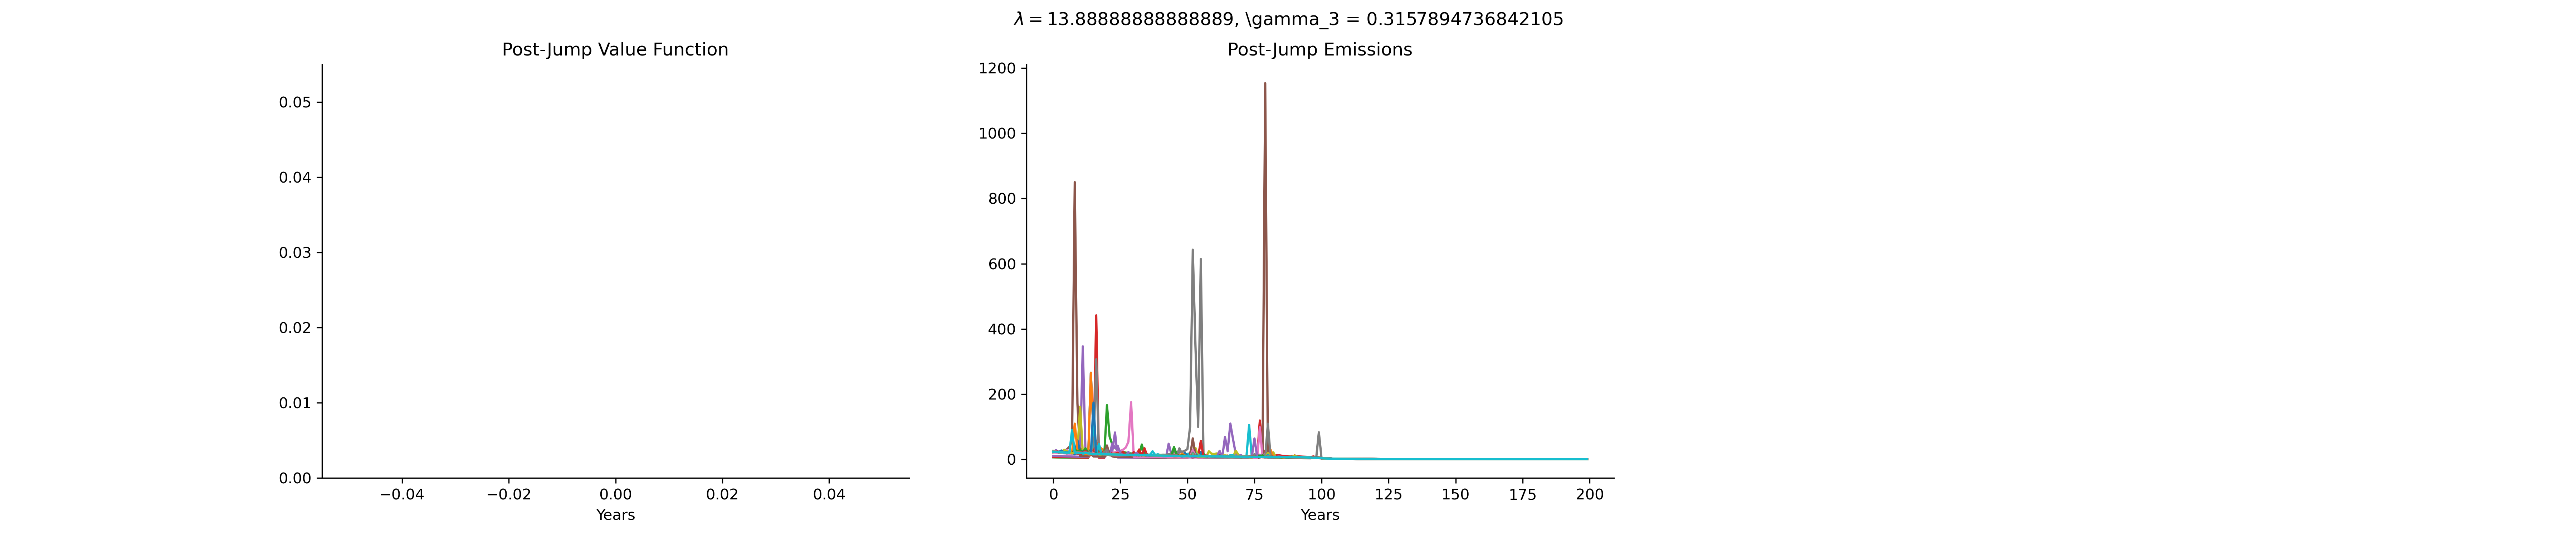 λ = 13.88888888888889, \gamma_3 = 0.3157894736842105
Post-Jump Value Function
0.05
0.04
0.03
0.02
0.01
0.00
−0.04 −0.02 0.00 0.02 0.04
Years
Post-Jump Emissions
1200
1000
800
600
400
200
0
0 25 50 75 100 125 150 175 200
Years